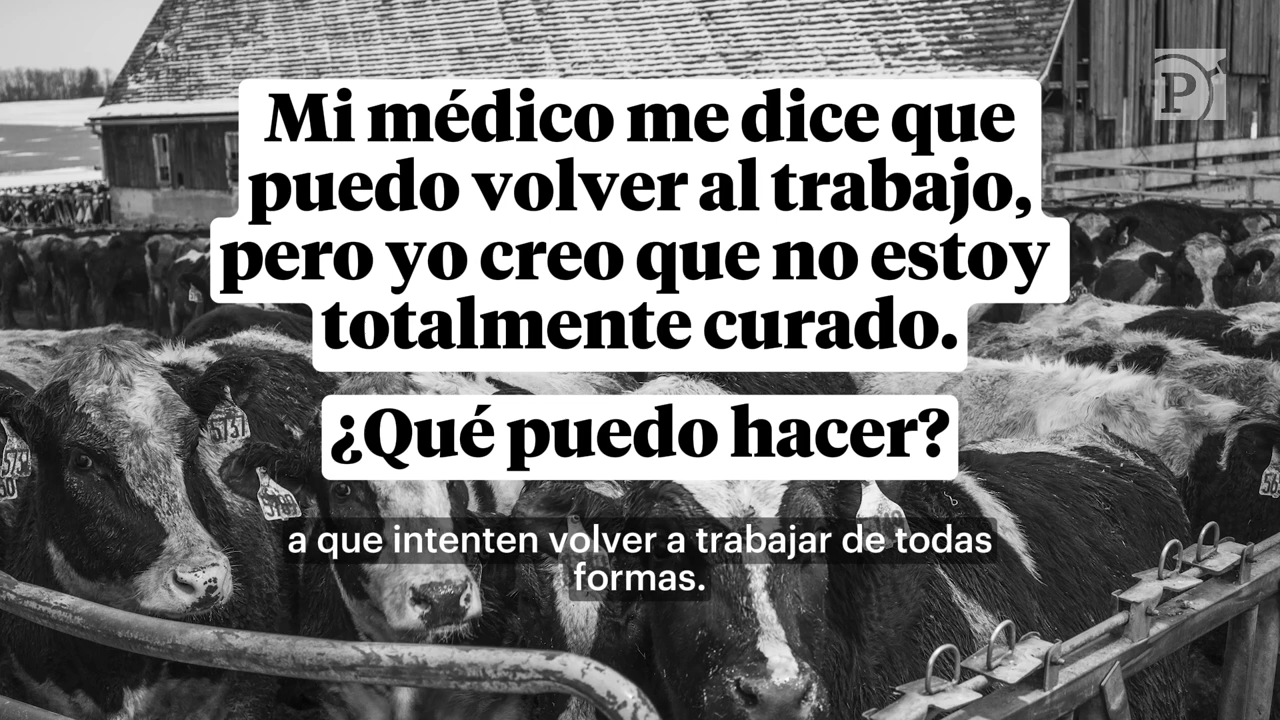 P
Mi médico me dice que
puedo volver al trabajo,
pero yo creo que no estoy
totalmente curado.
¿Qué puedo hacer?
5737
a que intenten volver a trabajar de todas
formas.